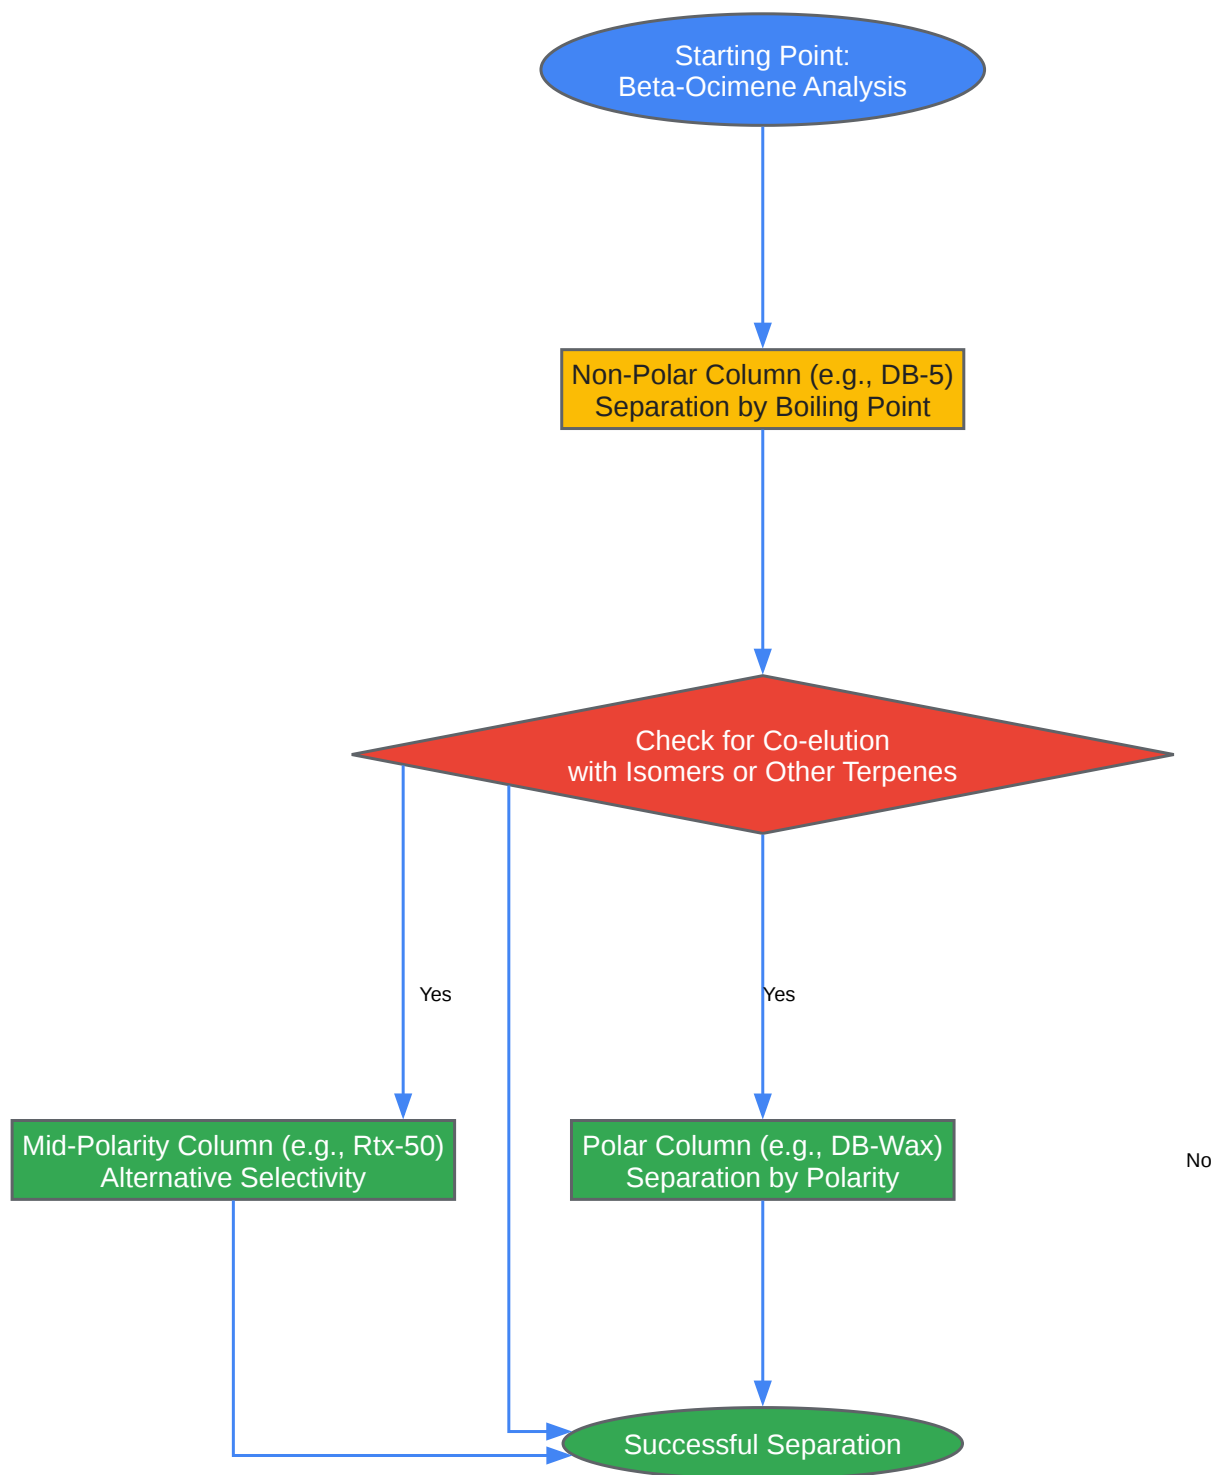 Starting Point:
Beta-Ocimene Analysis
Non-Polar Column (e.g., DB-5)
Separation by Boiling Point
Check for Co-elution
with Isomers or Other Terpenes
Yes
Yes
Mid-Polarity Column (e.g., Rtx-50)
Alternative Selectivity
Polar Column (e.g., DB-Wax)
Separation by Polarity
No
Successful Separation